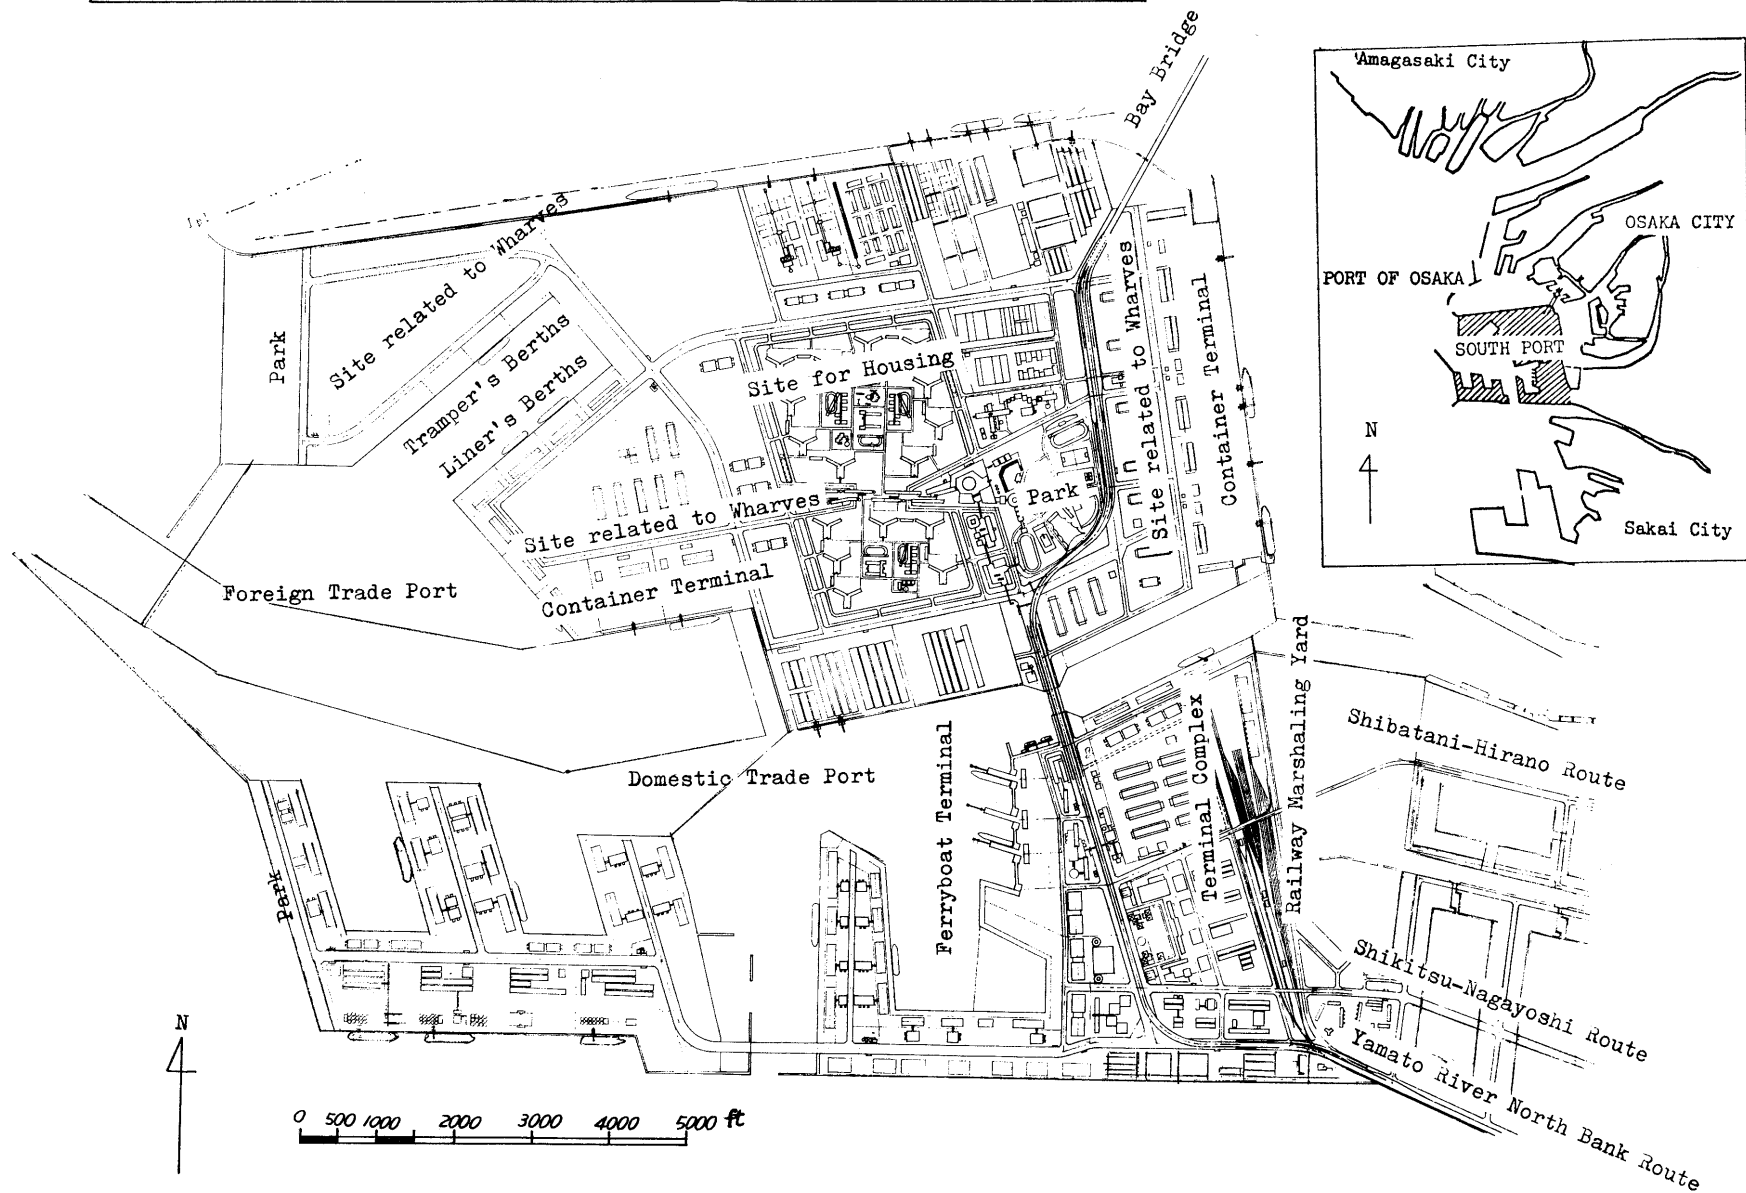 Bay Bridge
Amagasaki City
OSAKA CITY
PORT OF OSAKA
SOUTH PORT
N
Sakai City
Park
Site related to Wharves
Tramper's Berths
Liner's Berths
Site for Housing
Site related to Wharves
Container Terminal
Park
Site related to Wharves
Container Terminal
Foreign Trade Port
Domestic Trade Port
Ferryboat Terminal
Terminal Complex
Railway Marshaling Yard
Shibatani-Hirano Route
Park
Shikitsu-Nagayoshi Route
Yamato River North Bank Route
N
0 500 1000 2000 3000 4000 5000 ft